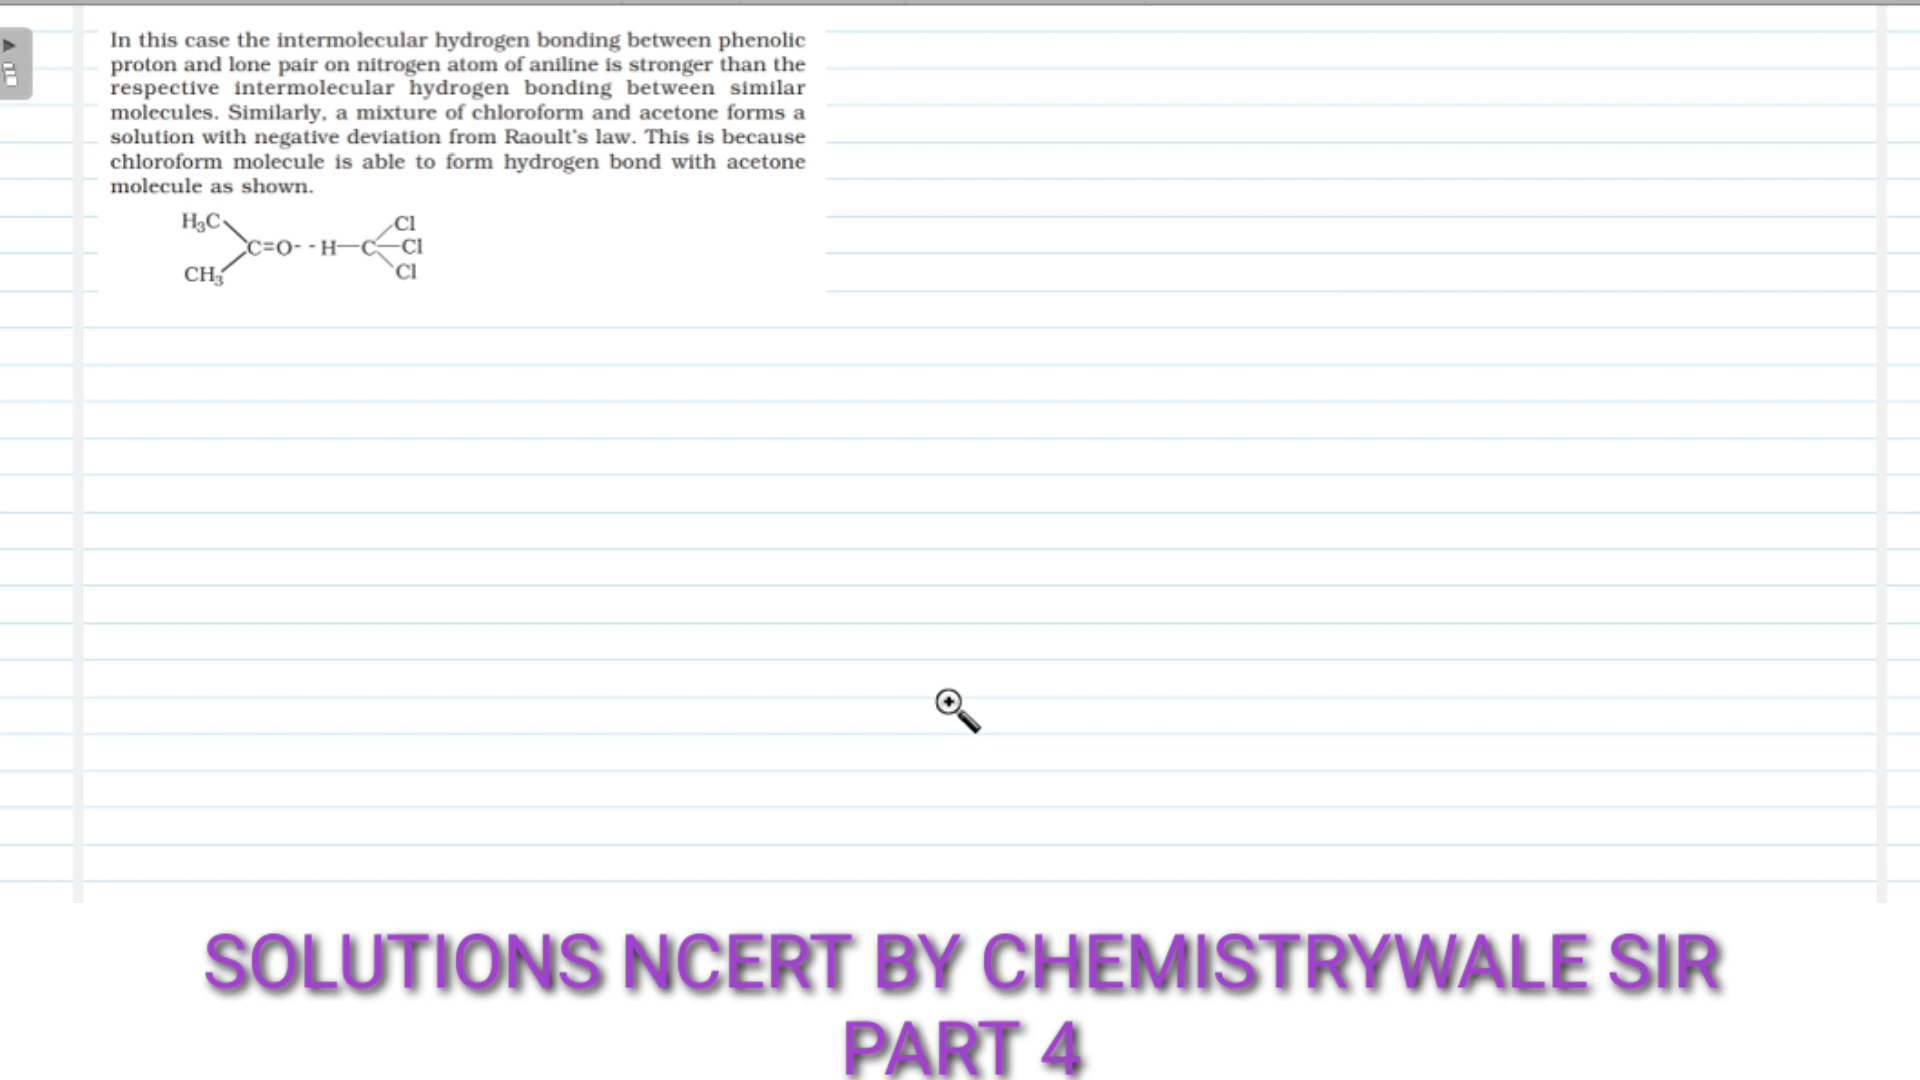 In this case the intermolecular hydrogen bonding between phenolic
proton and lone pair on nitrogen atom of aniline is stronger than the
respective intermolecular hydrogen bonding between similar
molecules. Similarly, a mixture of chloroform and acetone forms a
solution with negative deviation from Raoult's law. This is because
chloroform molecule is able to form hydrogen bond with acetone
molecule as shown.
H₃C Cl
C=O- -H—C—Cl
CH₃ Cl
SOLUTIONS NCERT BY CHEMISTRYWALE SIR
PART 4